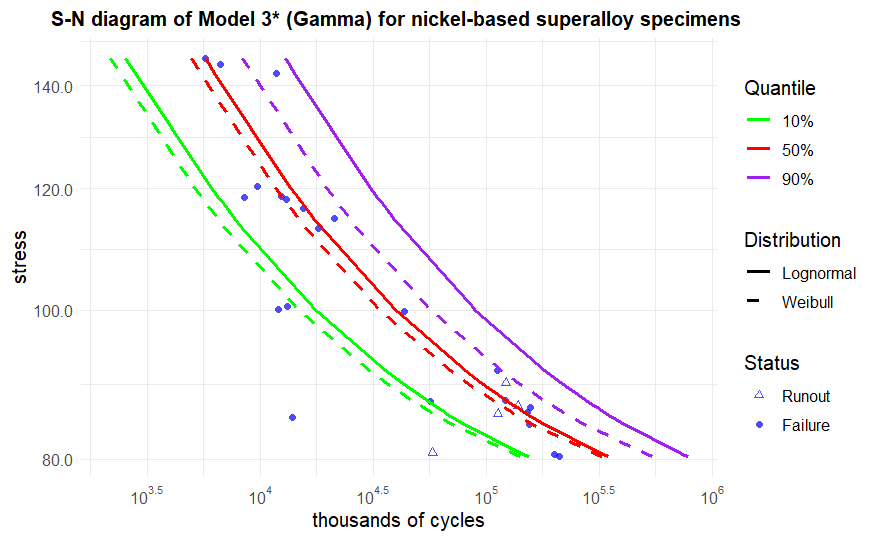 S-N diagram of Model 3* (Gamma) for nickel-based superalloy specimens
140.0
120.0
100.0
80.0
stress
10^3.5
10^4
10^4.5
10^5
10^5.5
10^6
thousands of cycles
Quantile
10%
50%
90%
Distribution
Lognormal
Weibull
Status
Runout
Failure